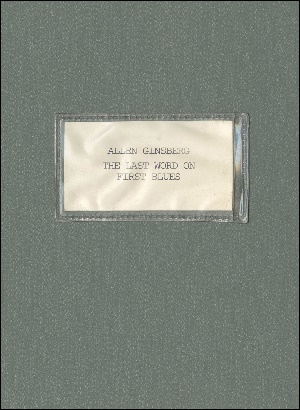 ALLEN GINSBERG
THE LAST WORD ON
FIRST BLUES